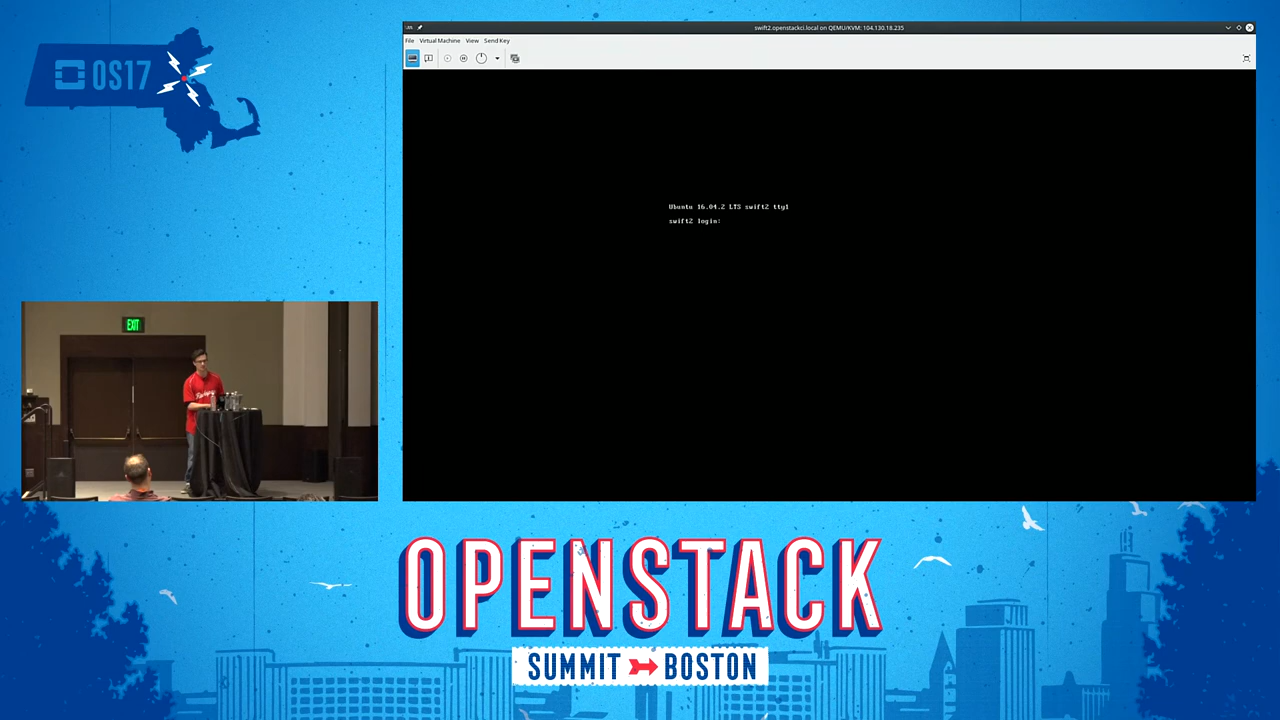 OS17
swift2.openstackci.local on QEMU/KVM: 104.130.18.235
File Virtual Machine View Send Key
Ubuntu 16.04.2 LTS swift2 tty1
swift2 login:
EXIT
OPENSTACK
SUMMIT BOSTON